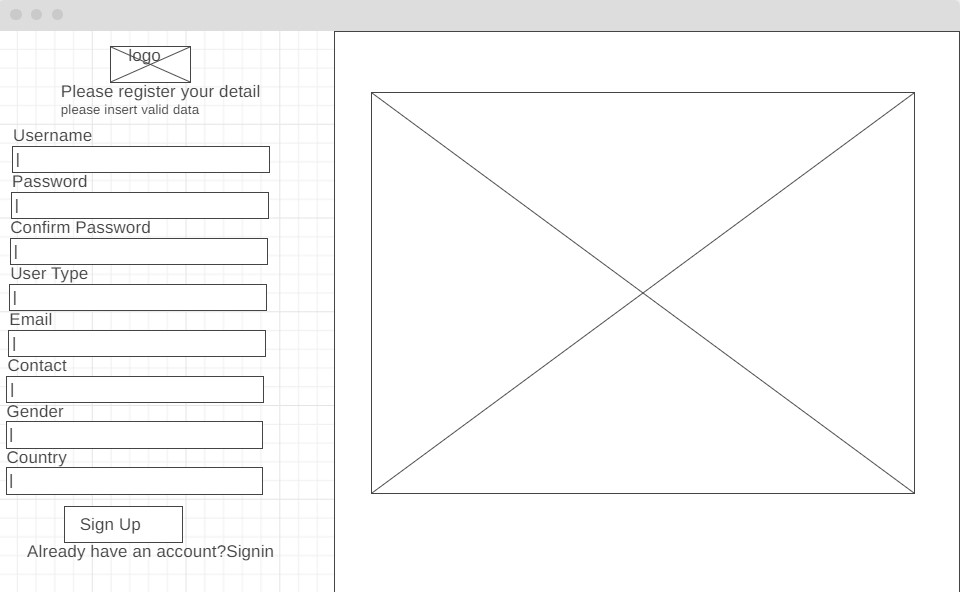 logo
Please register your detail
please insert valid data
Username
Password
Confirm Password
User Type
Email
Contact
Gender
Country
Sign Up
Already have an account?Signin